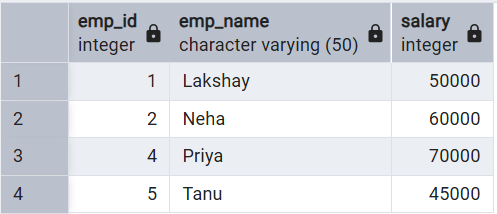 emp_id emp_name salary
integer character varying (50) integer
1 1 Lakshay 50000
2 2 Neha 60000
3 4 Priya 70000
4 5 Tanu 45000